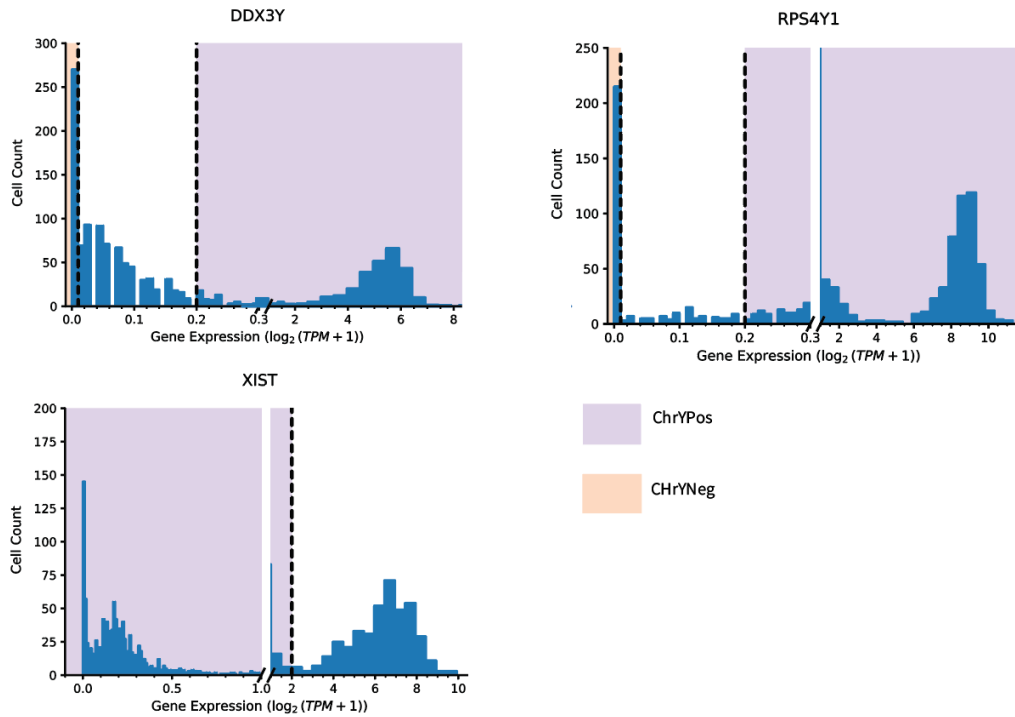 DDX3Y
300
250
200
150
100
50
0
Cell Count
0.0 0.1 0.2 0.3 2 4 6 8
Gene Expression (log2 (TPM + 1))
RPS4Y1
250
200
150
100
50
0
Cell Count
0.0 0.1 0.2 0.3 2 4 6 8 10
Gene Expression (log2 (TPM + 1))
XIST
200
175
150
125
100
75
50
25
0
Cell Count
0.0 0.5 1.0 2 4 6 8 10
Gene Expression (log2 (TPM + 1))
ChrYPos
CHrYNeg